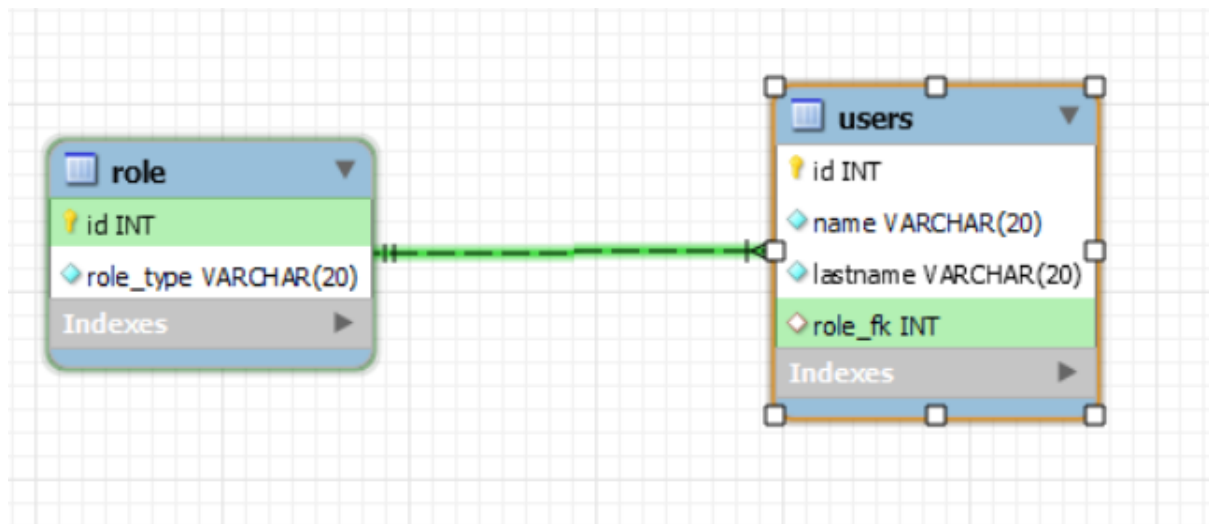 role
id INT
role_type VARCHAR(20)
Indexes
users
id INT
name VARCHAR(20)
lastname VARCHAR(20)
role_fk INT
Indexes